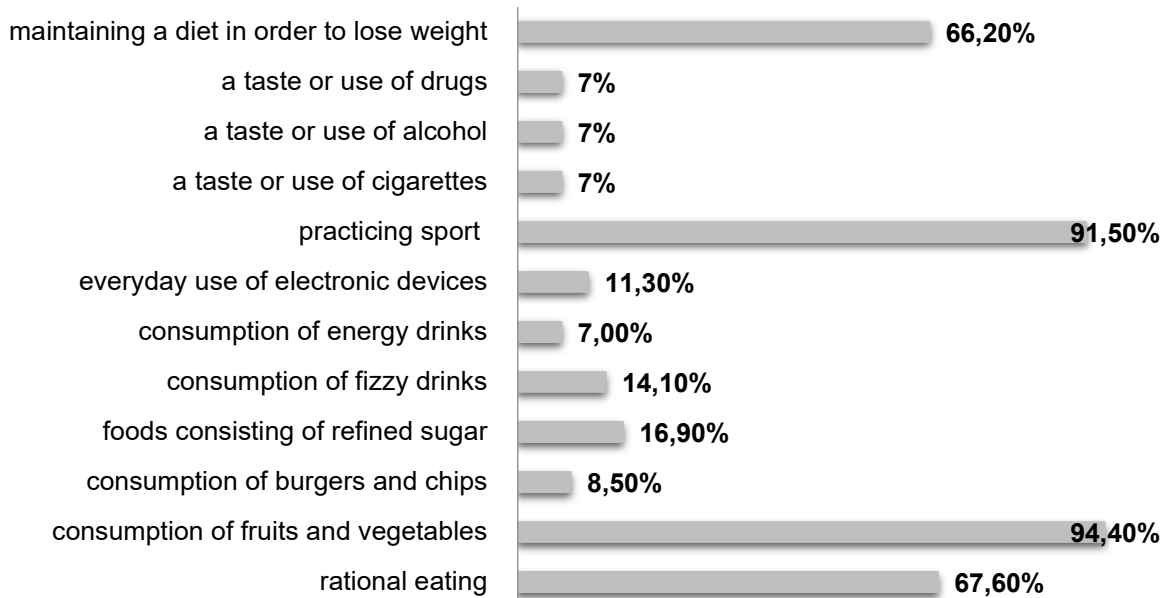 maintaining a diet in order to lose weight 66,20%
a taste or use of drugs 7%
a taste or use of alcohol 7%
a taste or use of cigarettes 7%
practicing sport 91,50%
everyday use of electronic devices 11,30%
consumption of energy drinks 7,00%
consumption of fizzy drinks 14,10%
foods consisting of refined sugar 16,90%
consumption of burgers and chips 8,50%
consumption of fruits and vegetables 94,40%
rational eating 67,60%